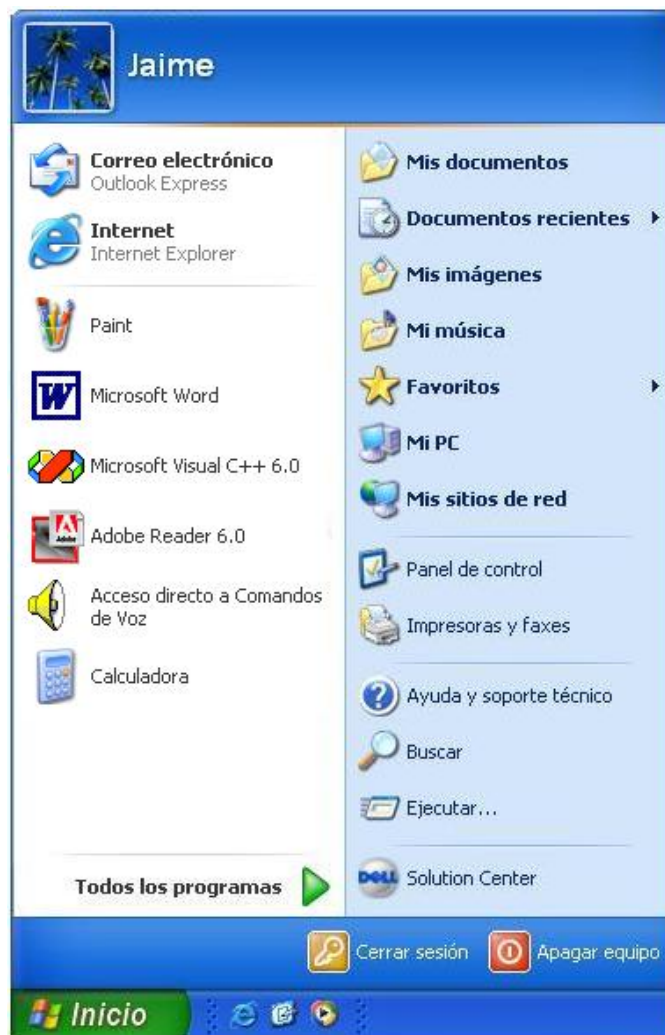 Jaime
Correo electrónico
Outlook Express
Internet
Internet Explorer
Paint
W
Microsoft Word
Microsoft Visual C++ 6.0
Adobe
Adobe Reader 6.0
Acceso directo a Comandos
de Voz
Calculadora
Todos los programas
Mis documentos
Documentos recientes
Mis imágenes
Mi música
Favoritos
Mi PC
Mis sitios de red
Panel de control
Impresoras y faxes
Ayuda y soporte técnico
Buscar
Ejecutar...
DELL
Solution Center
Cerrar sesión
Apagar equipo
Inicio